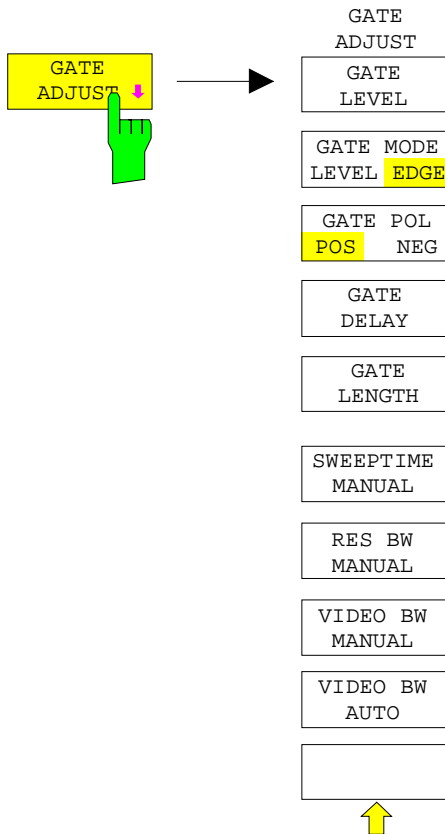 GATE
ADJUST
GATE
ADJUST
GATE
LEVEL
GATE MODE
LEVEL EDGE
GATE POL
POS NEG
GATE
DELAY
GATE
LENGTH
SWEEPTIME
MANUAL
RES BW
MANUAL
VIDEO BW
MANUAL
VIDEO BW
AUTO